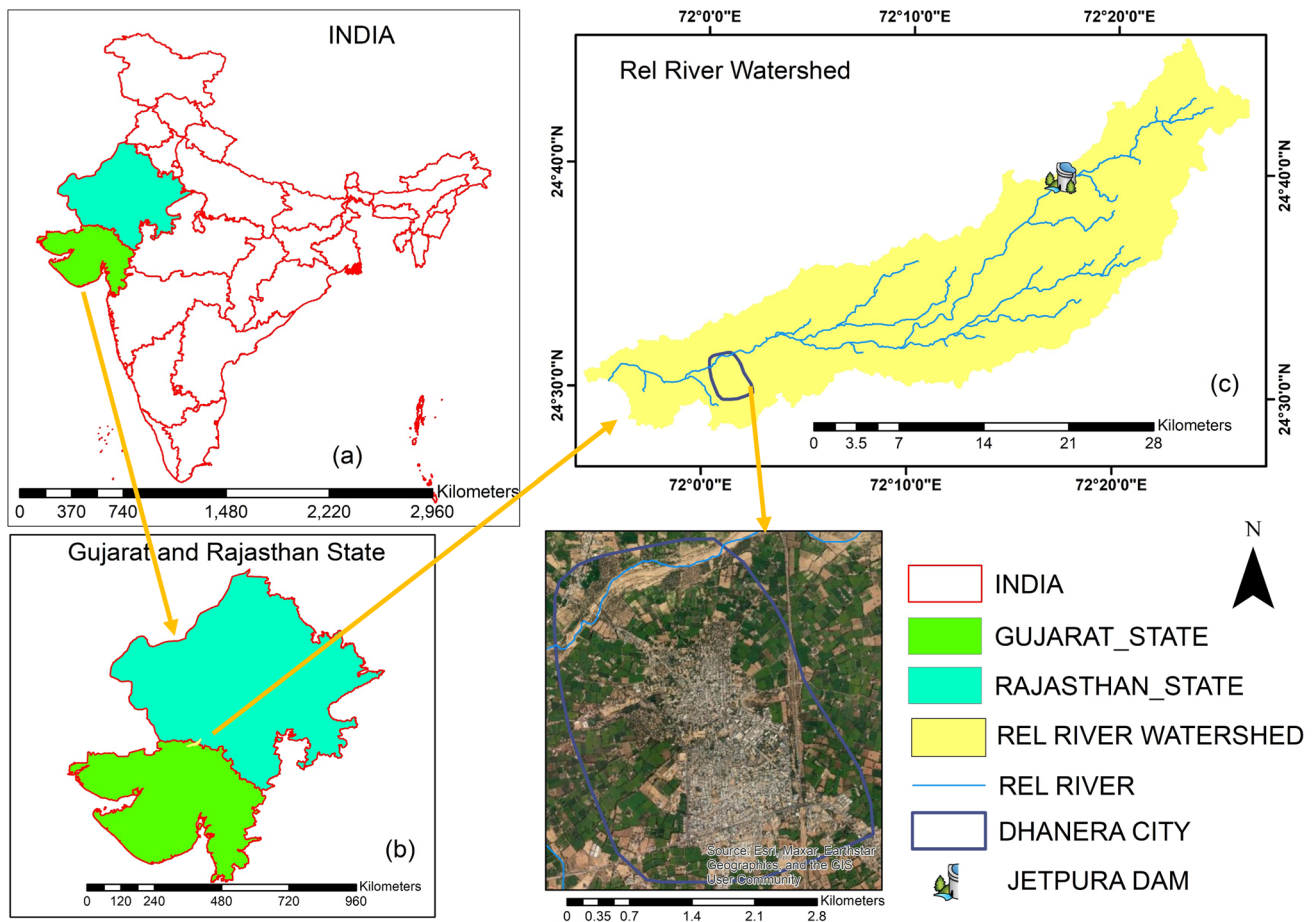 INDIA
(a)
Kilometers
0 370 740 1,480 2,220 2,960
Gujarat and Rajasthan State
(b)
Kilometers
0 120 240 480 720 960
72°0'0"E 72°10'0"E 72°20'0"E
Rel River Watershed
24°40'0"N 24°40'0"N
24°30'0"N 24°30'0"N
(c)
Kilometers
0 3.5 7 14 21 28
72°0'0"E 72°10'0"E 72°20'0"E
Source: Esri, Maxar, Earthstar
Geographics, and the GIS
User Community
Kilometers
0 0.35 0.7 1.4 2.1 2.8
N
INDIA
GUJARAT_STATE
RAJASTHAN_STATE
REL RIVER WATERSHED
REL RIVER
DHANERA CITY
JETPURA DAM